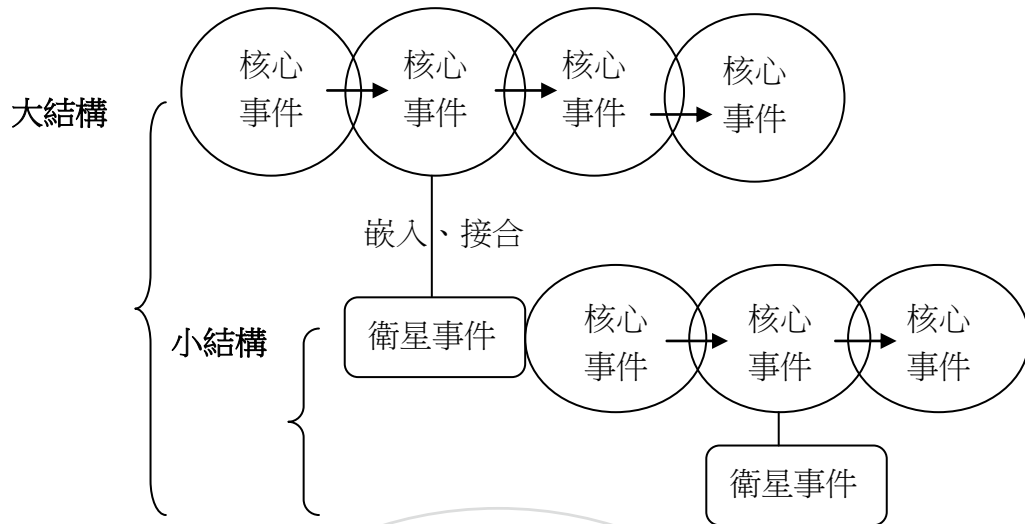 核心 核心 核心 核心
事件 事件 事件 事件
大結構
嵌入、接合
小結構
衛星事件
核心 核心 核心
事件 事件 事件
衛星事件